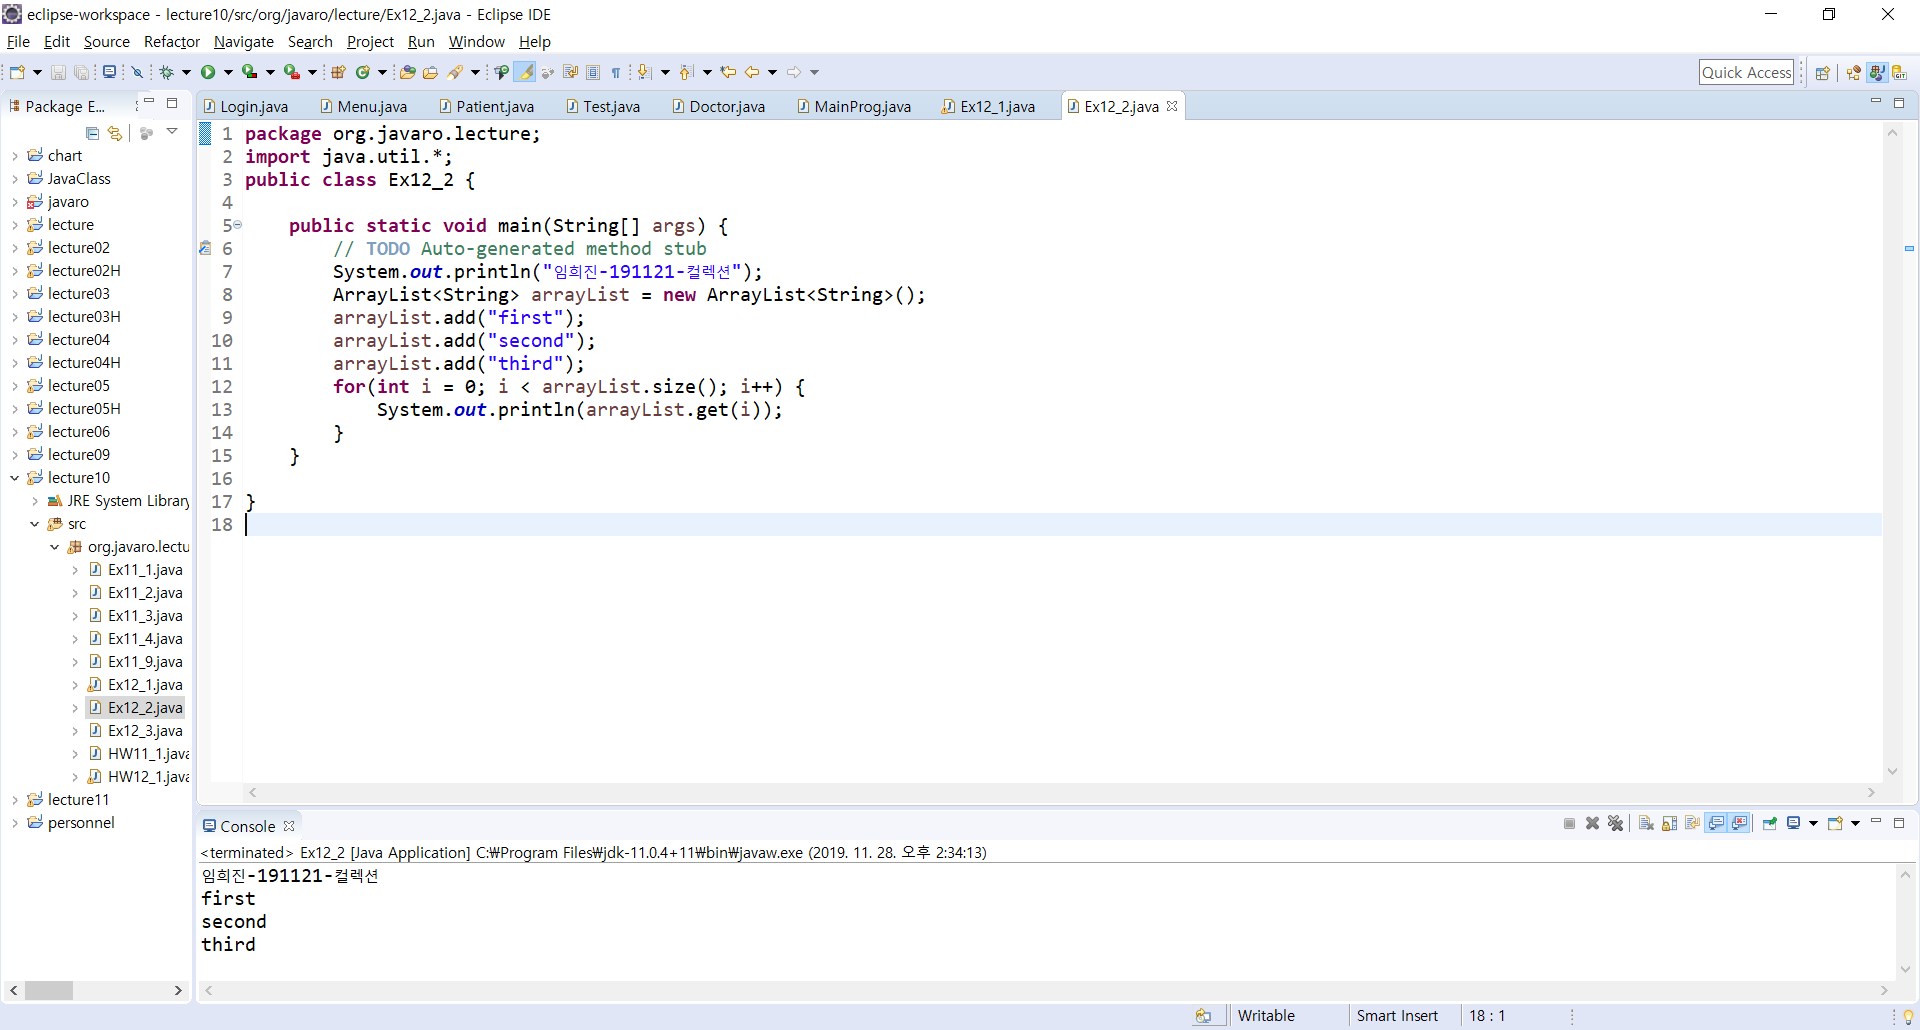 eclipse-workspace - lecture10/src/org/javaro/lecture/Ex12_2.java - Eclipse IDE
File Edit Source Refactor Navigate Search Project Run Window Help
Quick Access
Package E...
Login.java Menu.java Patient.java Test.java Doctor.java MainProg.java Ex12_1.java Ex12_2.java
chart
JavaClass
javaro
lecture
lecture02
lecture02H
lecture03
lecture03H
lecture04
lecture04H
lecture05
lecture05H
lecture06
lecture09
lecture10
JRE System Library
src
org.javaro.lectu
Ex11_1.java
Ex11_2.java
Ex11_3.java
Ex11_4.java
Ex11_9.java
Ex12_1.java
Ex12_2.java
Ex12_3.java
HW11_1.java
HW12_1.java
lecture11
personnel
1 package org.javaro.lecture;
2 import java.util.*;
3 public class Ex12_2 {
4
5     public static void main(String[] args) {
6         // TODO Auto-generated method stub
7         System.out.println("임희진-191121-컬렉션");
8         ArrayList<String> arrayList = new ArrayList<String>();
9         arrayList.add("first");
10         arrayList.add("second");
11         arrayList.add("third");
12         for(int i = 0; i < arrayList.size(); i++) {
13             System.out.println(arrayList.get(i));
14         }
15     }
16
17 }
18
Console
<terminated> Ex12_2 [Java Application] C:₩Program Files₩jdk-11.0.4+11₩bin₩javaw.exe (2019. 11. 28. 오후 2:34:13)
임희진-191121-컬렉션
first
second
third
Writable Smart Insert 18 : 1